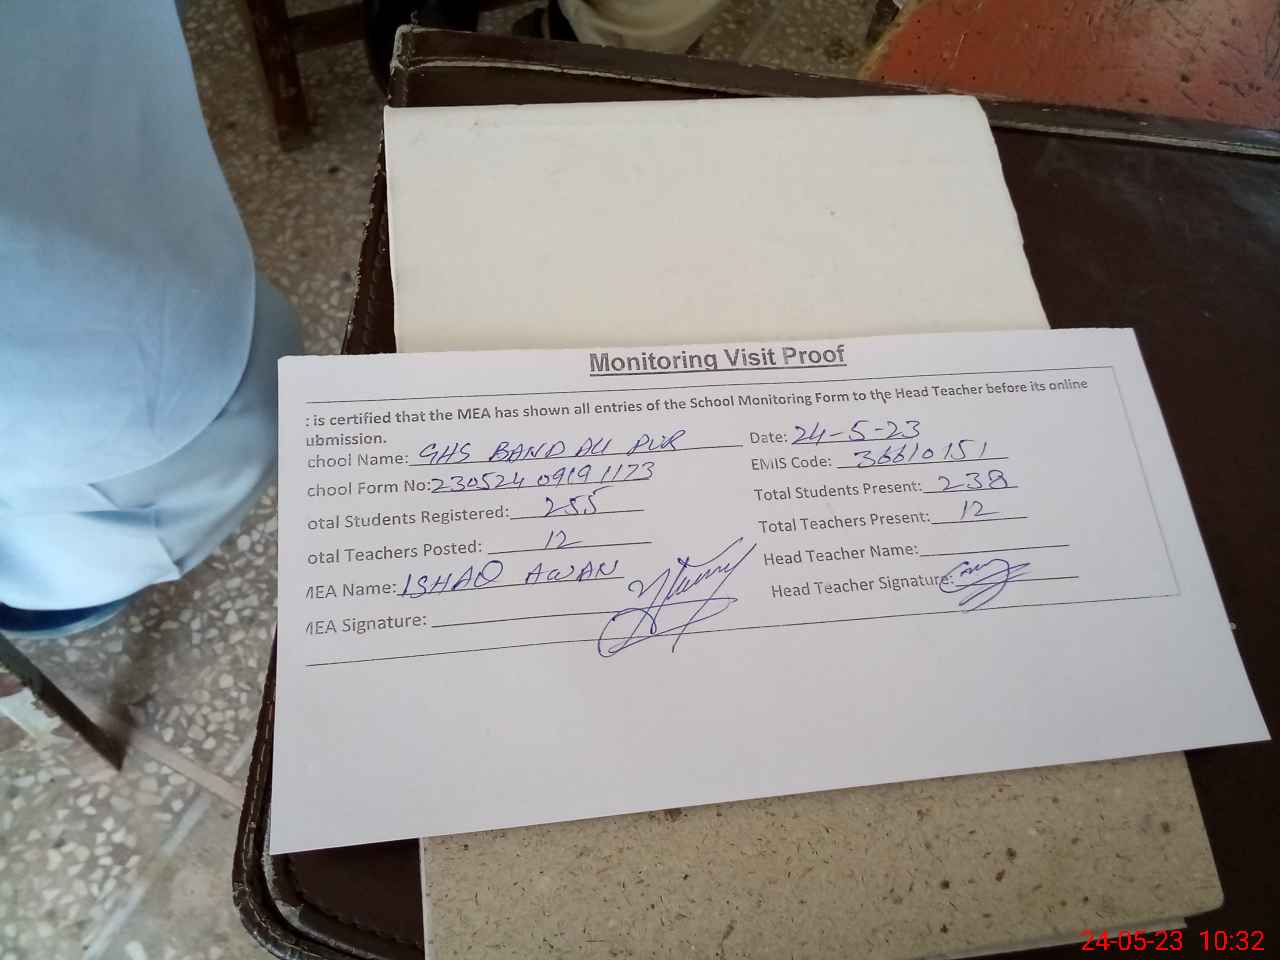 Monitoring Visit Proof
: is certified that the MEA has shown all entries of the School Monitoring Form to the Head Teacher before its online
ubmission.
chool Name: GHS BAND ALI PUR Date: 24-5-23
chool Form No: 230524 09191173 EMIS Code: 36610151
otal Students Registered: 255 Total Students Present: 238
otal Teachers Posted: 12 Total Teachers Present: 12
MEA Name: ISHAQ AWAN Head Teacher Name:
MEA Signature: Head Teacher Signature:
24-05-23 10:32